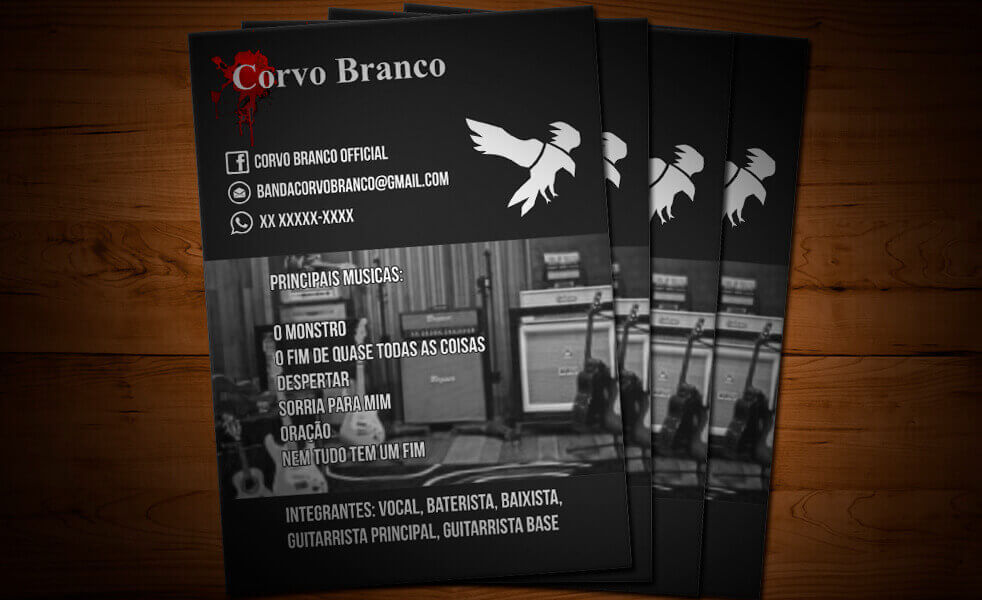 Corvo Branco
CORVO BRANCO OFFICIAL
BANDACORVOBRANCO@GMAIL.COM
XX XXXXX-XXXX
PRINCIPAIS MUSICAS:
O MONSTRO
O FIM DE QUASE TODAS AS COISAS
DESPERTAR
SORRIA PARA MIM
ORAÇÃO
NEM TUDO TEM UM FIM
INTEGRANTES: VOCAL, BATERISTA, BAIXISTA,
GUITARRISTA PRINCIPAL, GUITARRISTA BASE